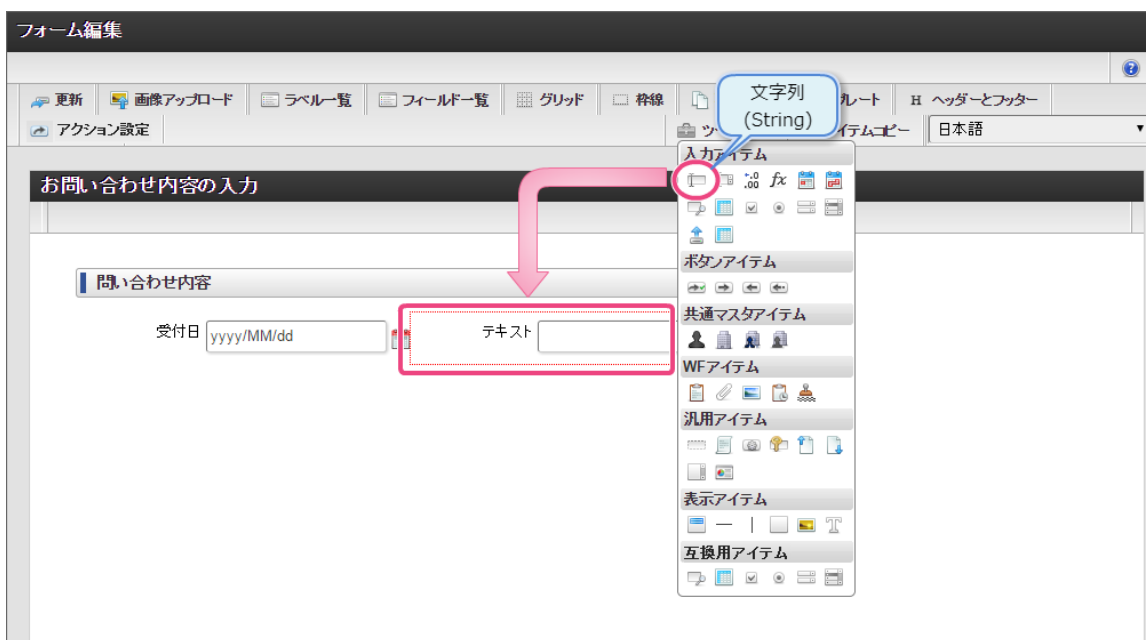 フォーム編集
更新 画像アップロード ラベル一覧 フィールド一覧 グリッド 枠線 レート H ヘッダーとフッター
文字列
(String)
アクション設定 ツ イテムコピー 日本語
入力アイテム
お問い合わせ内容の入力
fx
ボタンアイテム
問い合わせ内容
共通マスタアイテム
受付日 yyyy/MM/dd テキスト
WFアイテム
汎用アイテム
表示アイテム
互換用アイテム